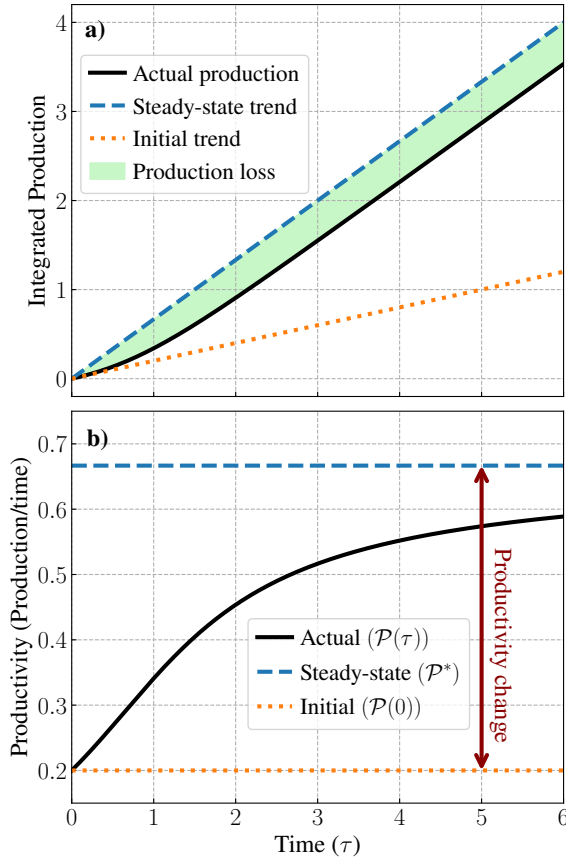 a)
Actual production
Steady-state trend
Initial trend
Production loss
Integrated Production
4
3
2
1
0
b)
Productivity (Production/time)
0.7
0.6
0.5
0.4
0.3
0.2
Actual (𝒫(τ))
Steady-state (𝒫*)
Initial (𝒫(0))
Productivity change
0 1 2 3 4 5 6
Time (τ)